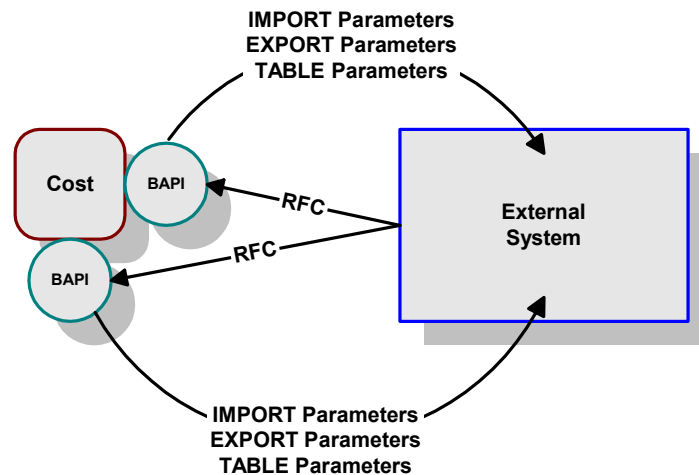 IMPORT Parameters
EXPORT Parameters
TABLE Parameters
Cost
BAPI
RFC
External
System
RFC
BAPI
IMPORT Parameters
EXPORT Parameters
TABLE Parameters